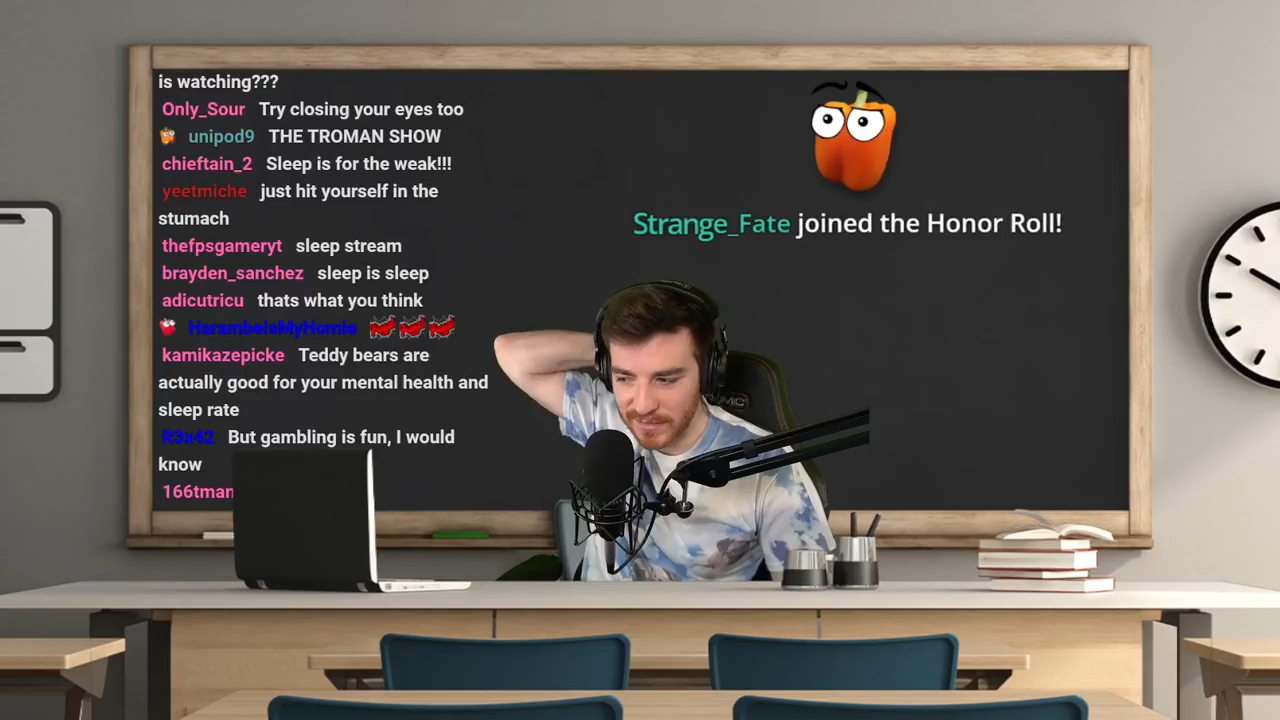 is watching???
Only_Sour Try closing your eyes too
unipod9 THE TROMAN SHOW
chieftain_2 Sleep is for the weak!!!
yeetmiche just hit yourself in the
stumach
thefpsgameryt sleep stream
brayden_sanchez sleep is sleep
adicutricu thats what you think
HarambeIsMyHomie
kamikazepicke Teddy bears are
actually good for your mental health and
sleep rate
R3x42 But gambling is fun, I would
know
166tman
Strange_Fate joined the Honor Roll!